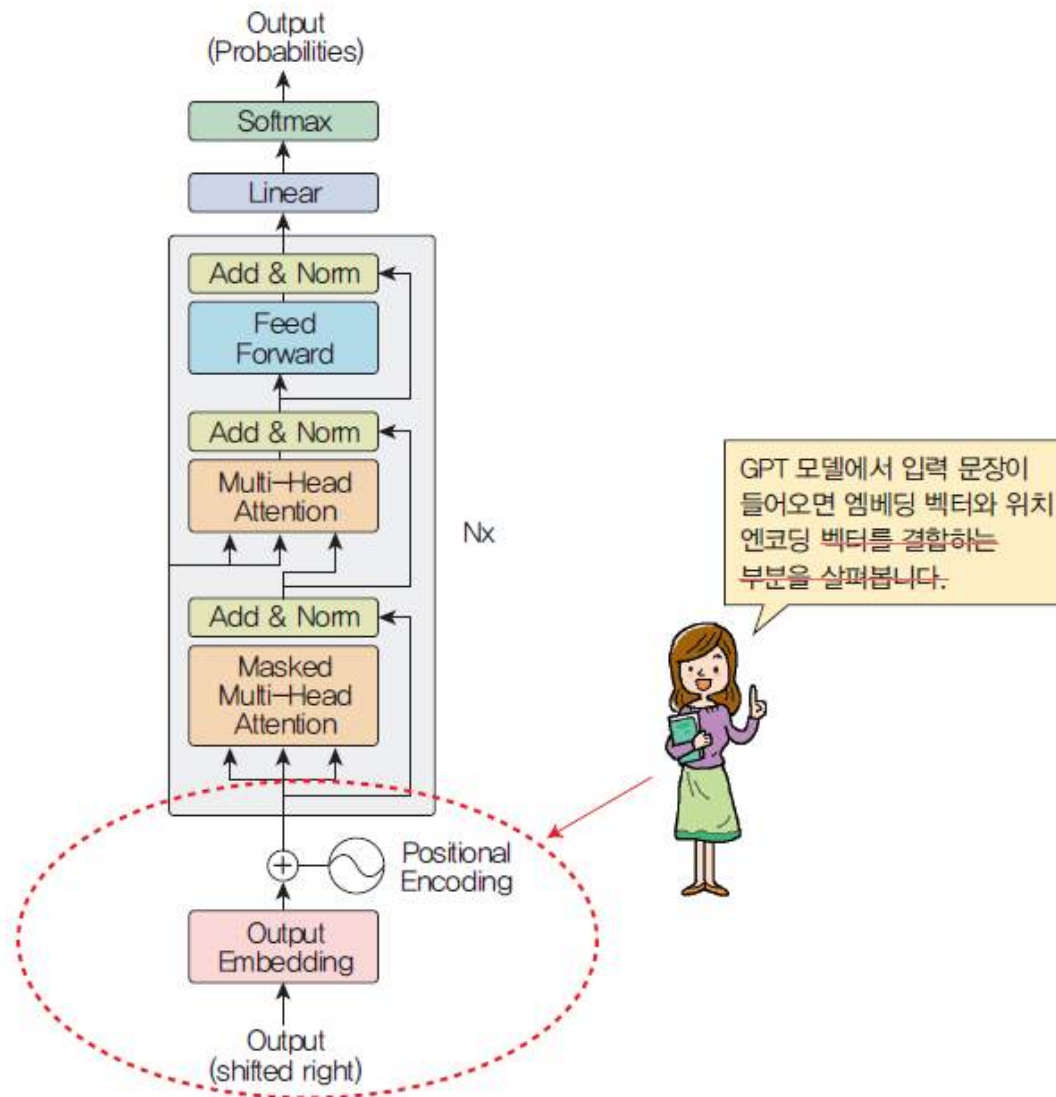 Output
(Probabilities)
Softmax
Linear
Add & Norm
Feed
Forward
Add & Norm
Multi-Head
Attention
Nx
Add & Norm
Masked
Multi-Head
Attention
Positional
Encoding
Output
Embedding
Output
(shifted right)
GPT 모델에서 입력 문장이
들어오면 엠베딩 벡터와 위치
엔코딩 벡터를 결합하는
부분을 살펴봅니다.